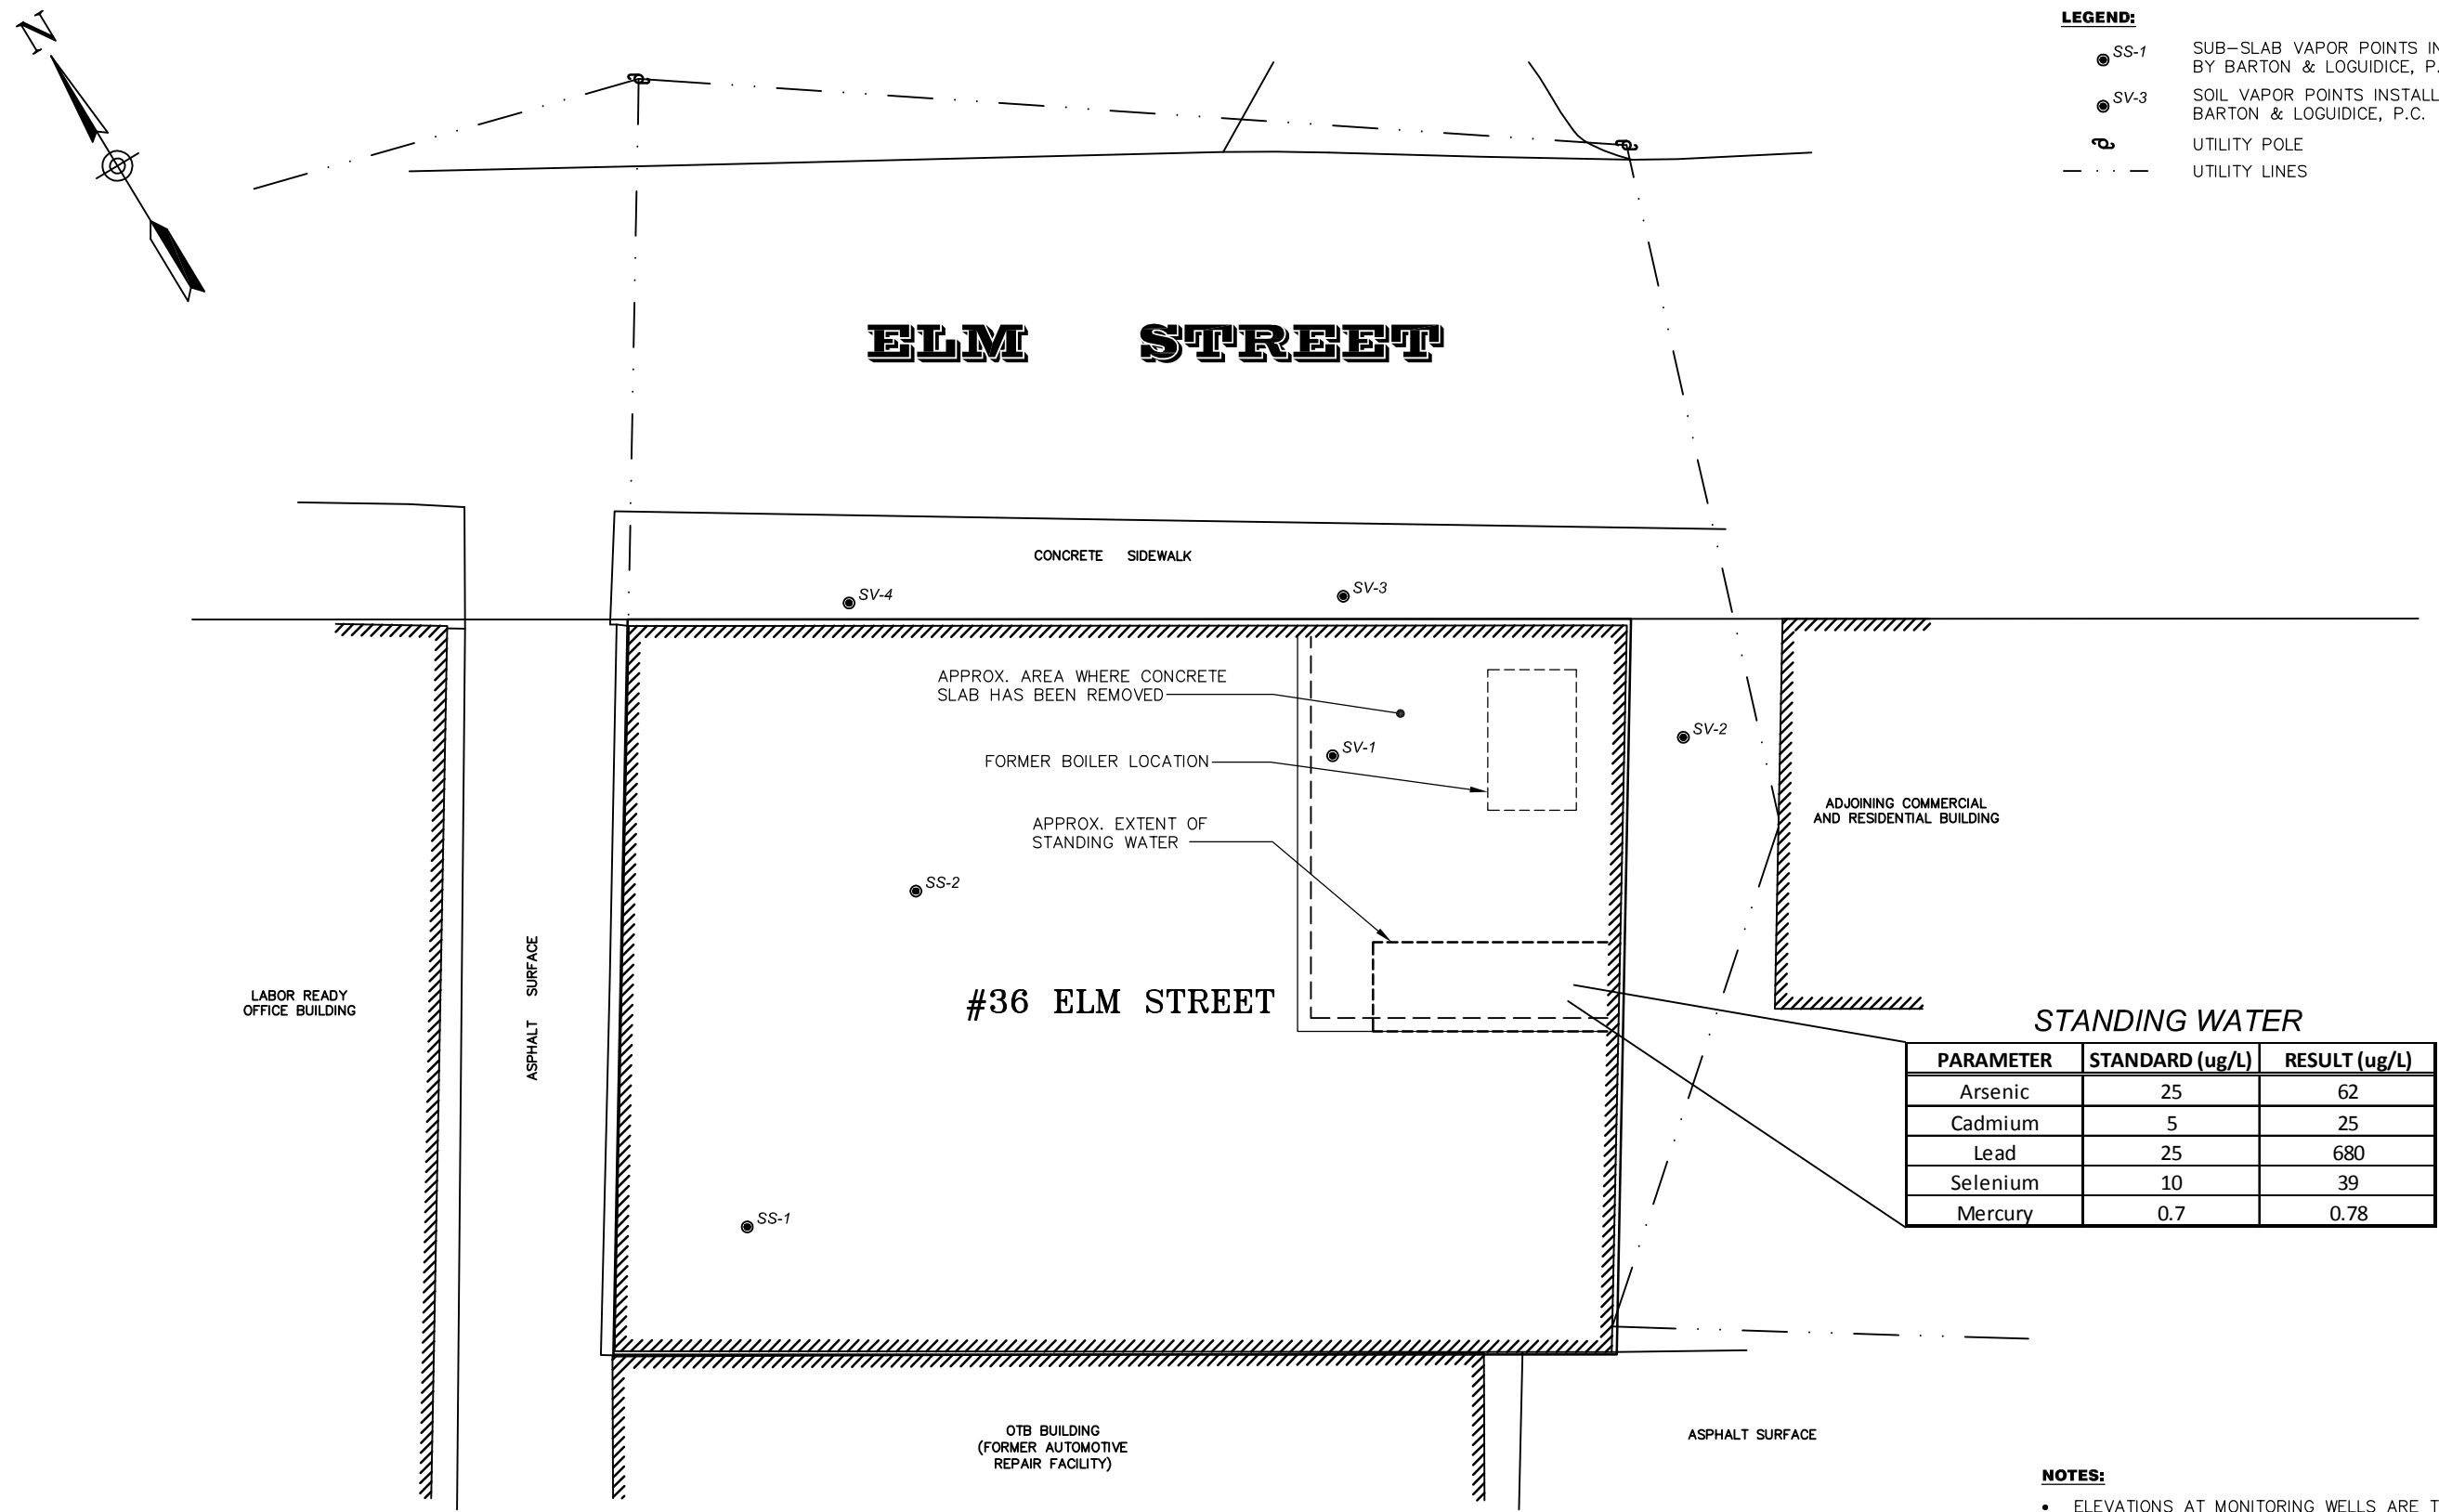 N
LEGEND:
SS-1
SUB-SLAB VAPOR POINTS
BY BARTON & LOGUIDICE, P.
SV-3
SOIL VAPOR POINTS
BARTON & LOGUIDICE, P.C.
UTILITY POLE
UTILITY LINES
ELM STREET
CONCRETE SIDEWALK
SV-4
SV-3
APPROX. AREA WHERE CONCRETE
SLAB HAS BEEN REMOVED
SV-1
SV-2
FORMER BOILER LOCATION
ADJOINING COMMERCIAL
AND RESIDENTIAL BUILDING
APPROX. EXTENT OF
STANDING WATER
SS-2
ASPHALT SURFACE
LABOR READY
OFFICE BUILDING
#36 ELM STREET
STANDING WATER
PARAMETER STANDARD (ug/L) RESULT (ug/L)
Arsenic 25 62
Cadmium 5 25
Lead 25 680
Selenium 10 39
Mercury 0.7 0.78
SS-1
OTB BUILDING
(FORMER AUTOMOTIVE
REPAIR FACILITY)
ASPHALT SURFACE
NOTES:
• ELEVATIONS AT MONITORING WELLS ARE